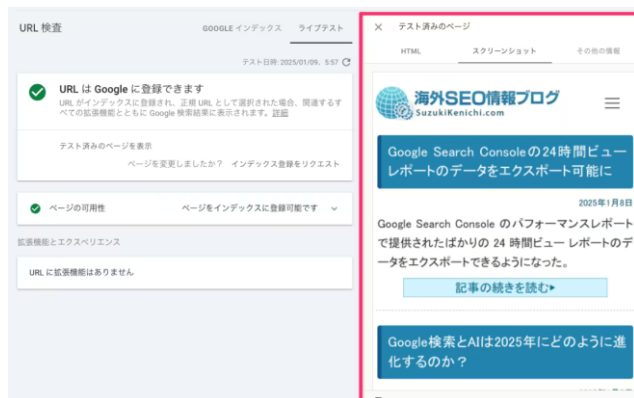 URL 検査
GOOGLE インデックス
ライブテスト
テスト日時: 2025/01/09、5:57
URL は Google に登録できます
URL がインデックスに登録され、正規 URL として選択された場合、関連するす
べての拡張機能とともに Google 検索結果に表示されます。詳細
テスト済みのページを表示
ページを変更しましたか？ インデックス登録をリクエスト
ページの可用性
ページをインデックスに登録可能です
拡張機能とエクスペリエンス
URL に拡張機能はありません
テスト済みのページ
HTML
スクリーンショット
その他の情報
海外SEO情報ブログ
SuzukiKenichi.com
Google Search Consoleの24時間ビュー
レポートのデータをエクスポート可能に
2025年1月8日
Google Search Console のパフォーマンスレポート
で提供されたばかりの 24 時間ビュー レポートのデ
ータをエクスポートできるようになった。
記事の続きを読む▸
Google検索とAIは2025年にどのように進
化するのか？